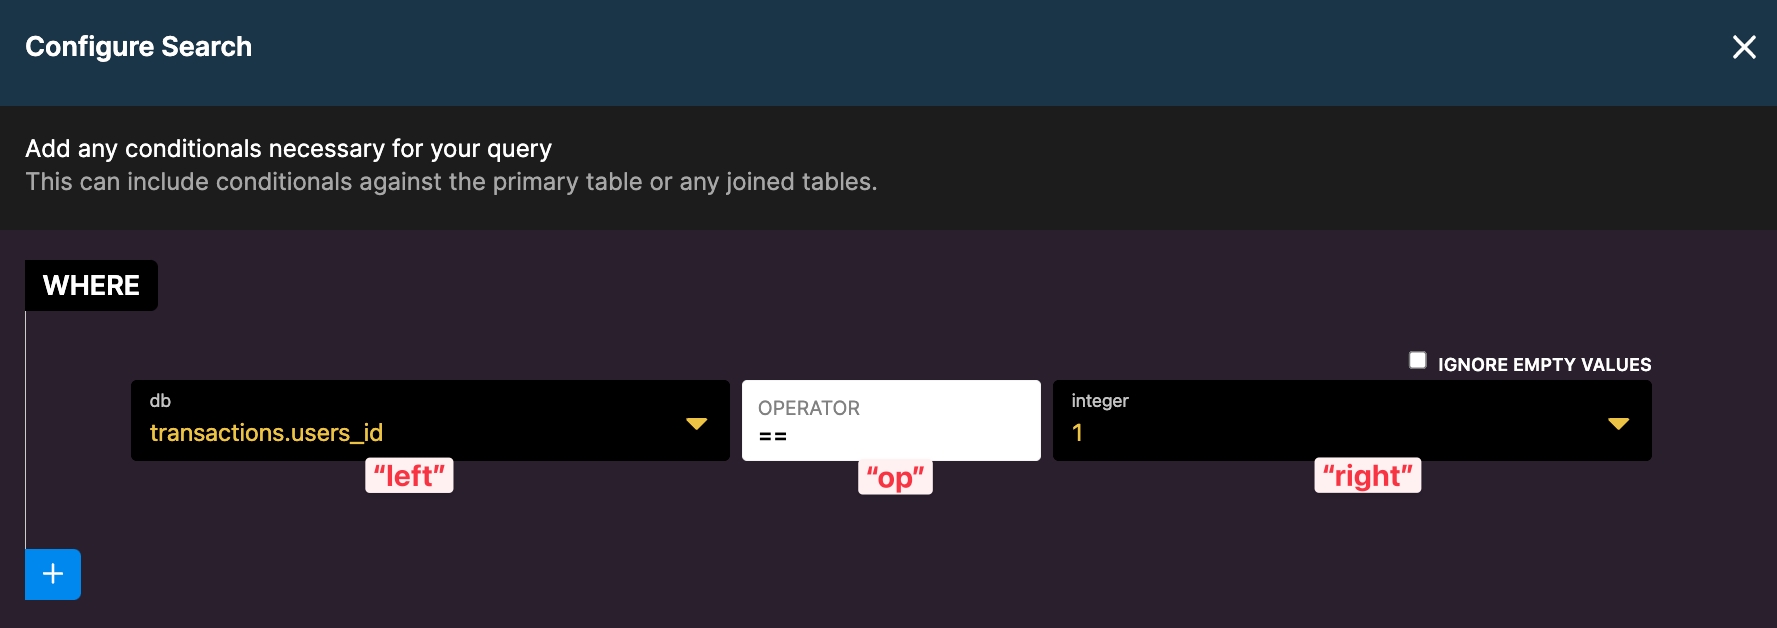 Configure Search
Add any conditionals necessary for your query
This can include conditionals against the primary table or any joined tables.
WHERE
IGNORE EMPTY VALUES
db
transactions.users_id
OPERATOR
==
integer
1
“left”
“op”
“right”